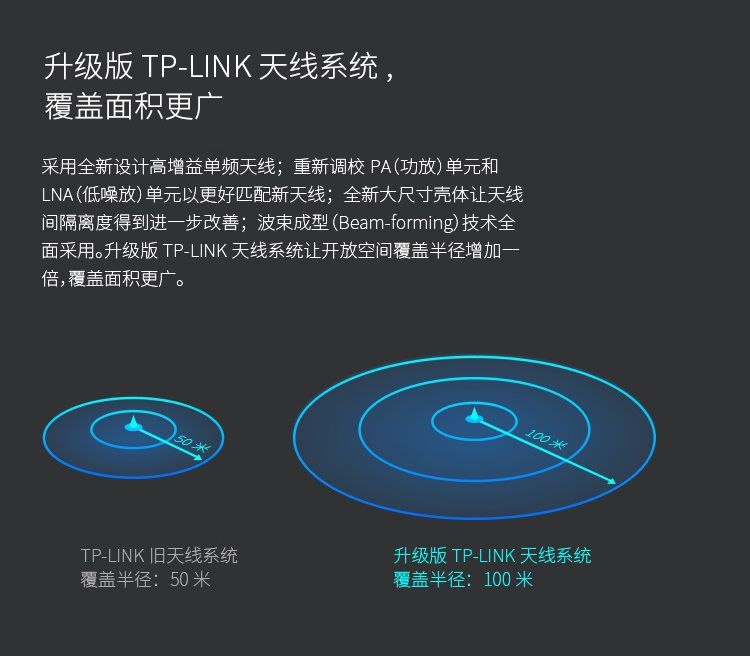 升级版 TP-LINK 天线系统，
覆盖面积更广
采用全新设计高增益单频天线；重新调校 PA（功放）单元和
LNA（低噪放）单元以更好匹配新天线；全新大尺寸壳体让天线
间隔离度得到进一步改善；波束成型（Beam-forming）技术全
面采用。升级版 TP-LINK 天线系统让开放空间覆盖半径增加一
倍，覆盖面积更广。
50 米
100 米
TP-LINK 旧天线系统
覆盖半径：50 米
升级版 TP-LINK 天线系统
覆盖半径：100 米